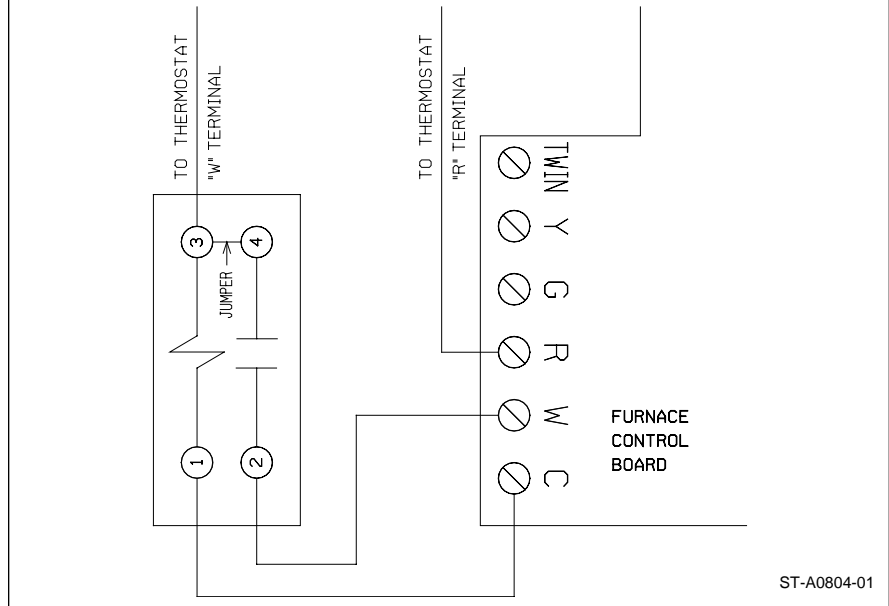 TO THERMOSTAT
"W" TERMINAL
TO THERMOSTAT
"R" TERMINAL
3
4
JUMPER
1
2
TWIN
Y
G
R
W
C
FURNACE
CONTROL
BOARD
ST-A0804-01